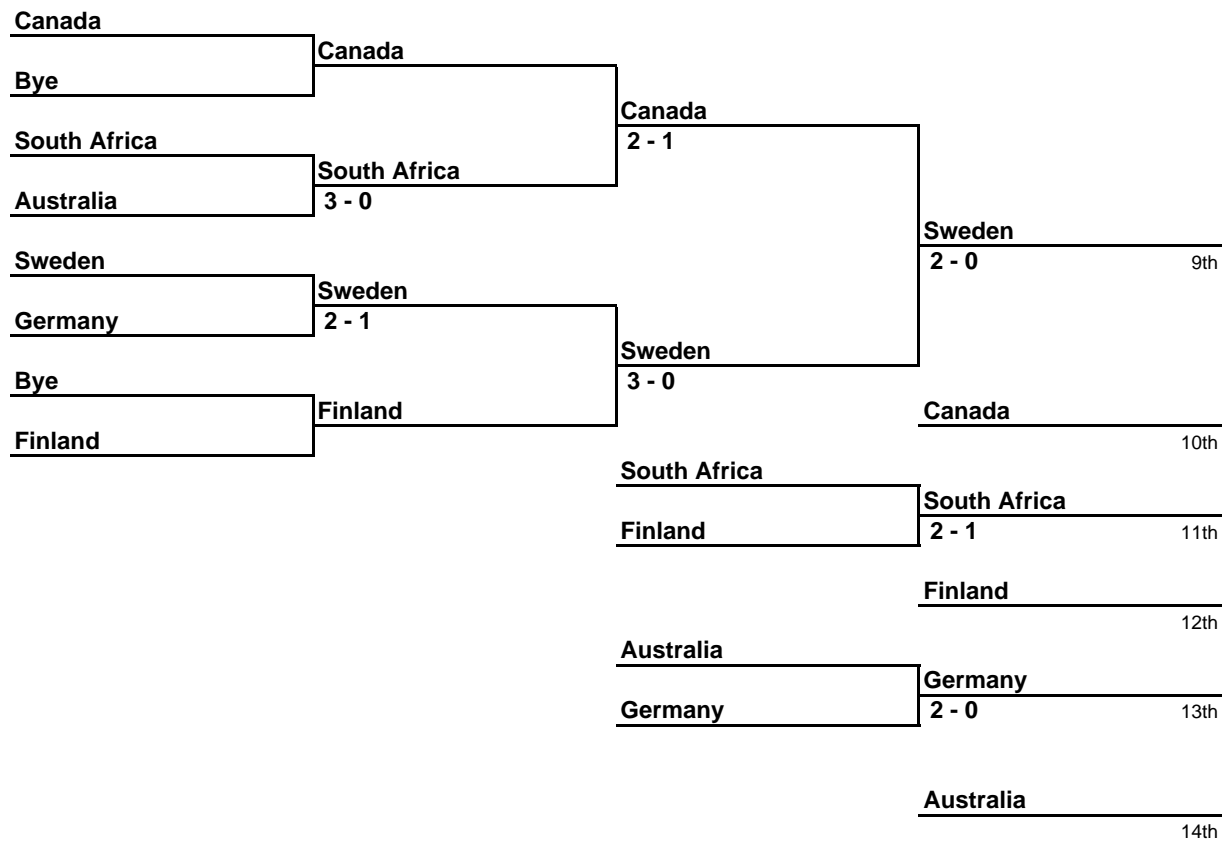 Canada
Canada
Bye
Canada
South Africa
2 - 1
South Africa
Australia
3 - 0
Sweden
Sweden
2 - 0 9th
Sweden
Germany
2 - 1
Sweden
Bye
3 - 0
Finland
Canada
Finland
10th
South Africa
South Africa
Finland
2 - 1 11th
Finland
12th
Australia
Germany
Germany
2 - 0 13th
Australia
14th